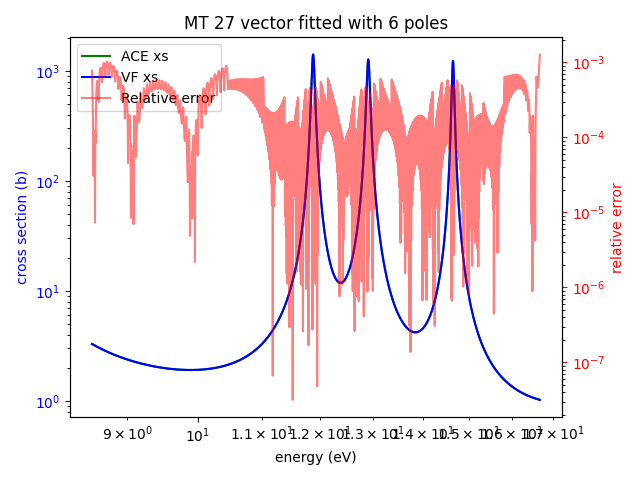 MT 27 vector fitted with 6 poles
ACE xs
VF xs
Relative error
cross section (b)
10³
10²
10¹
10⁰
10⁻³
10⁻⁴
10⁻⁵
10⁻⁶
10⁻⁷
relative error
9 × 10⁰ 10¹ 1.1 × 10¹ 1.2 × 10¹ 1.3 × 10¹ 1.4 × 10¹ 1.5 × 10¹ 1.6 × 10¹ 1.7 × 10¹
energy (eV)